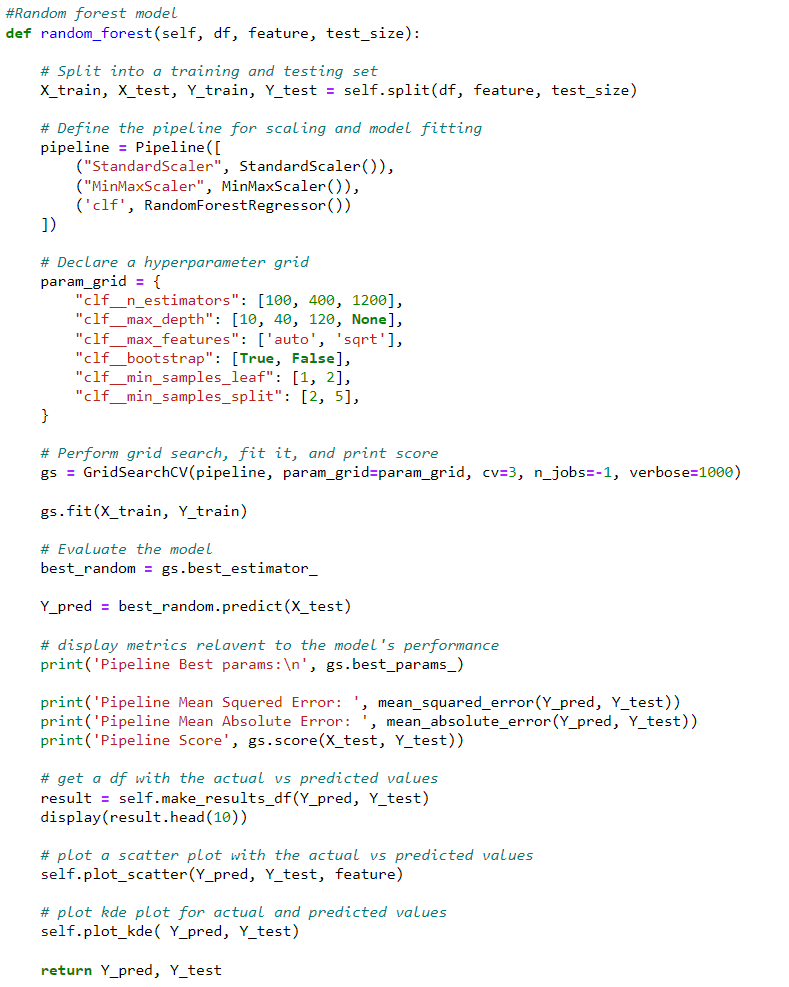 #Random forest model
def random_forest(self, df, feature, test_size):
    # Split into a training and testing set
    X_train, X_test, Y_train, Y_test = self.split(df, feature, test_size)
    # Define the pipeline for scaling and model fitting
    pipeline = Pipeline([
        ("StandardScaler", StandardScaler()),
        ("MinMaxScaler", MinMaxScaler()),
        ('clf', RandomForestRegressor())
    ])
    # Declare a hyperparameter grid
    param_grid = {
        "clf__n_estimators": [100, 400, 1200],
        "clf__max_depth": [10, 40, 120, None],
        "clf__max_features": ['auto', 'sqrt'],
        "clf__bootstrap": [True, False],
        "clf__min_samples_leaf": [1, 2],
        "clf__min_samples_split": [2, 5],
    }
    # Perform grid search, fit it, and print score
    gs = GridSearchCV(pipeline, param_grid=param_grid, cv=3, n_jobs=-1, verbose=1000)
    gs.fit(X_train, Y_train)
    # Evaluate the model
    best_random = gs.best_estimator_
    Y_pred = best_random.predict(X_test)
    # display metrics relavent to the model's performance
    print('Pipeline Best params:\n', gs.best_params_)
    print('Pipeline Mean Squered Error: ', mean_squared_error(Y_pred, Y_test))
    print('Pipeline Mean Absolute Error: ', mean_absolute_error(Y_pred, Y_test))
    print('Pipeline Score', gs.score(X_test, Y_test))
    # get a df with the actual vs predicted values
    result = self.make_results_df(Y_pred, Y_test)
    display(result.head(10))
    # plot a scatter plot with the actual vs predicted values
    self.plot_scatter(Y_pred, Y_test, feature)
    # plot kde plot for actual and predicted values
    self.plot_kde( Y_pred, Y_test)
    return Y_pred, Y_test